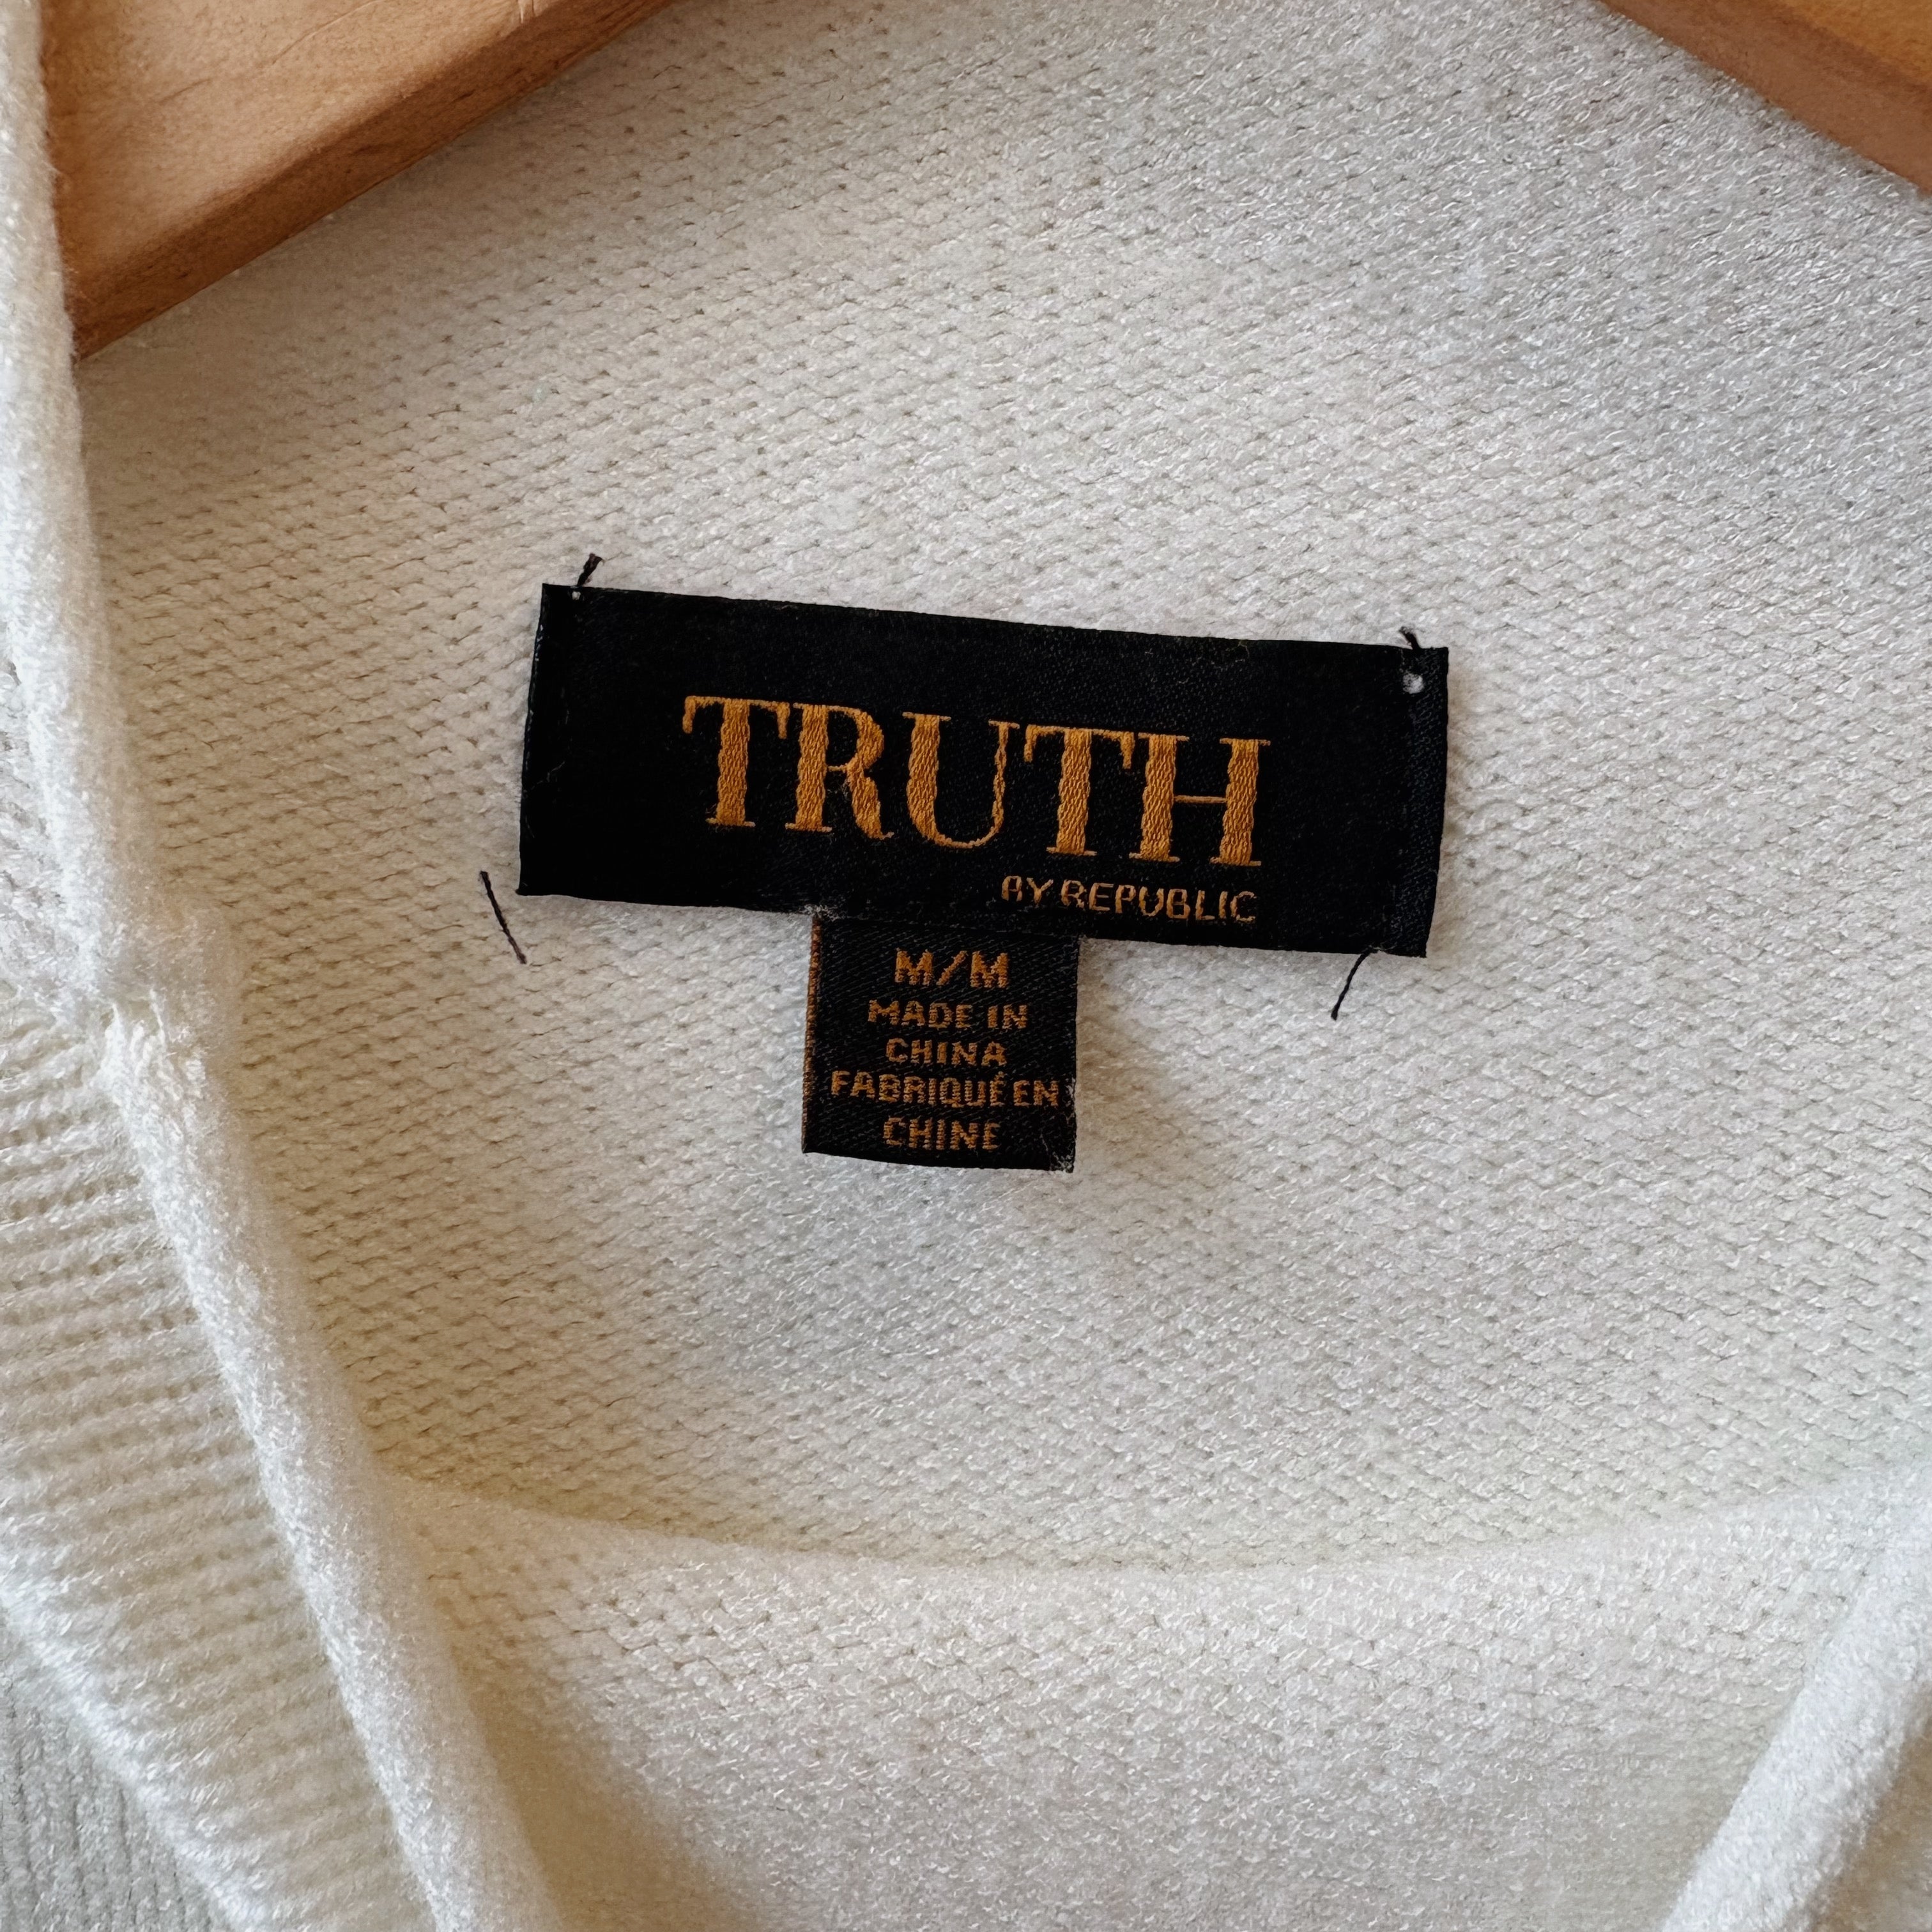 TRUTH
BY REPUBLIC
M/M
MADE IN
CHINA
FABRIQUÉ EN
CHINE